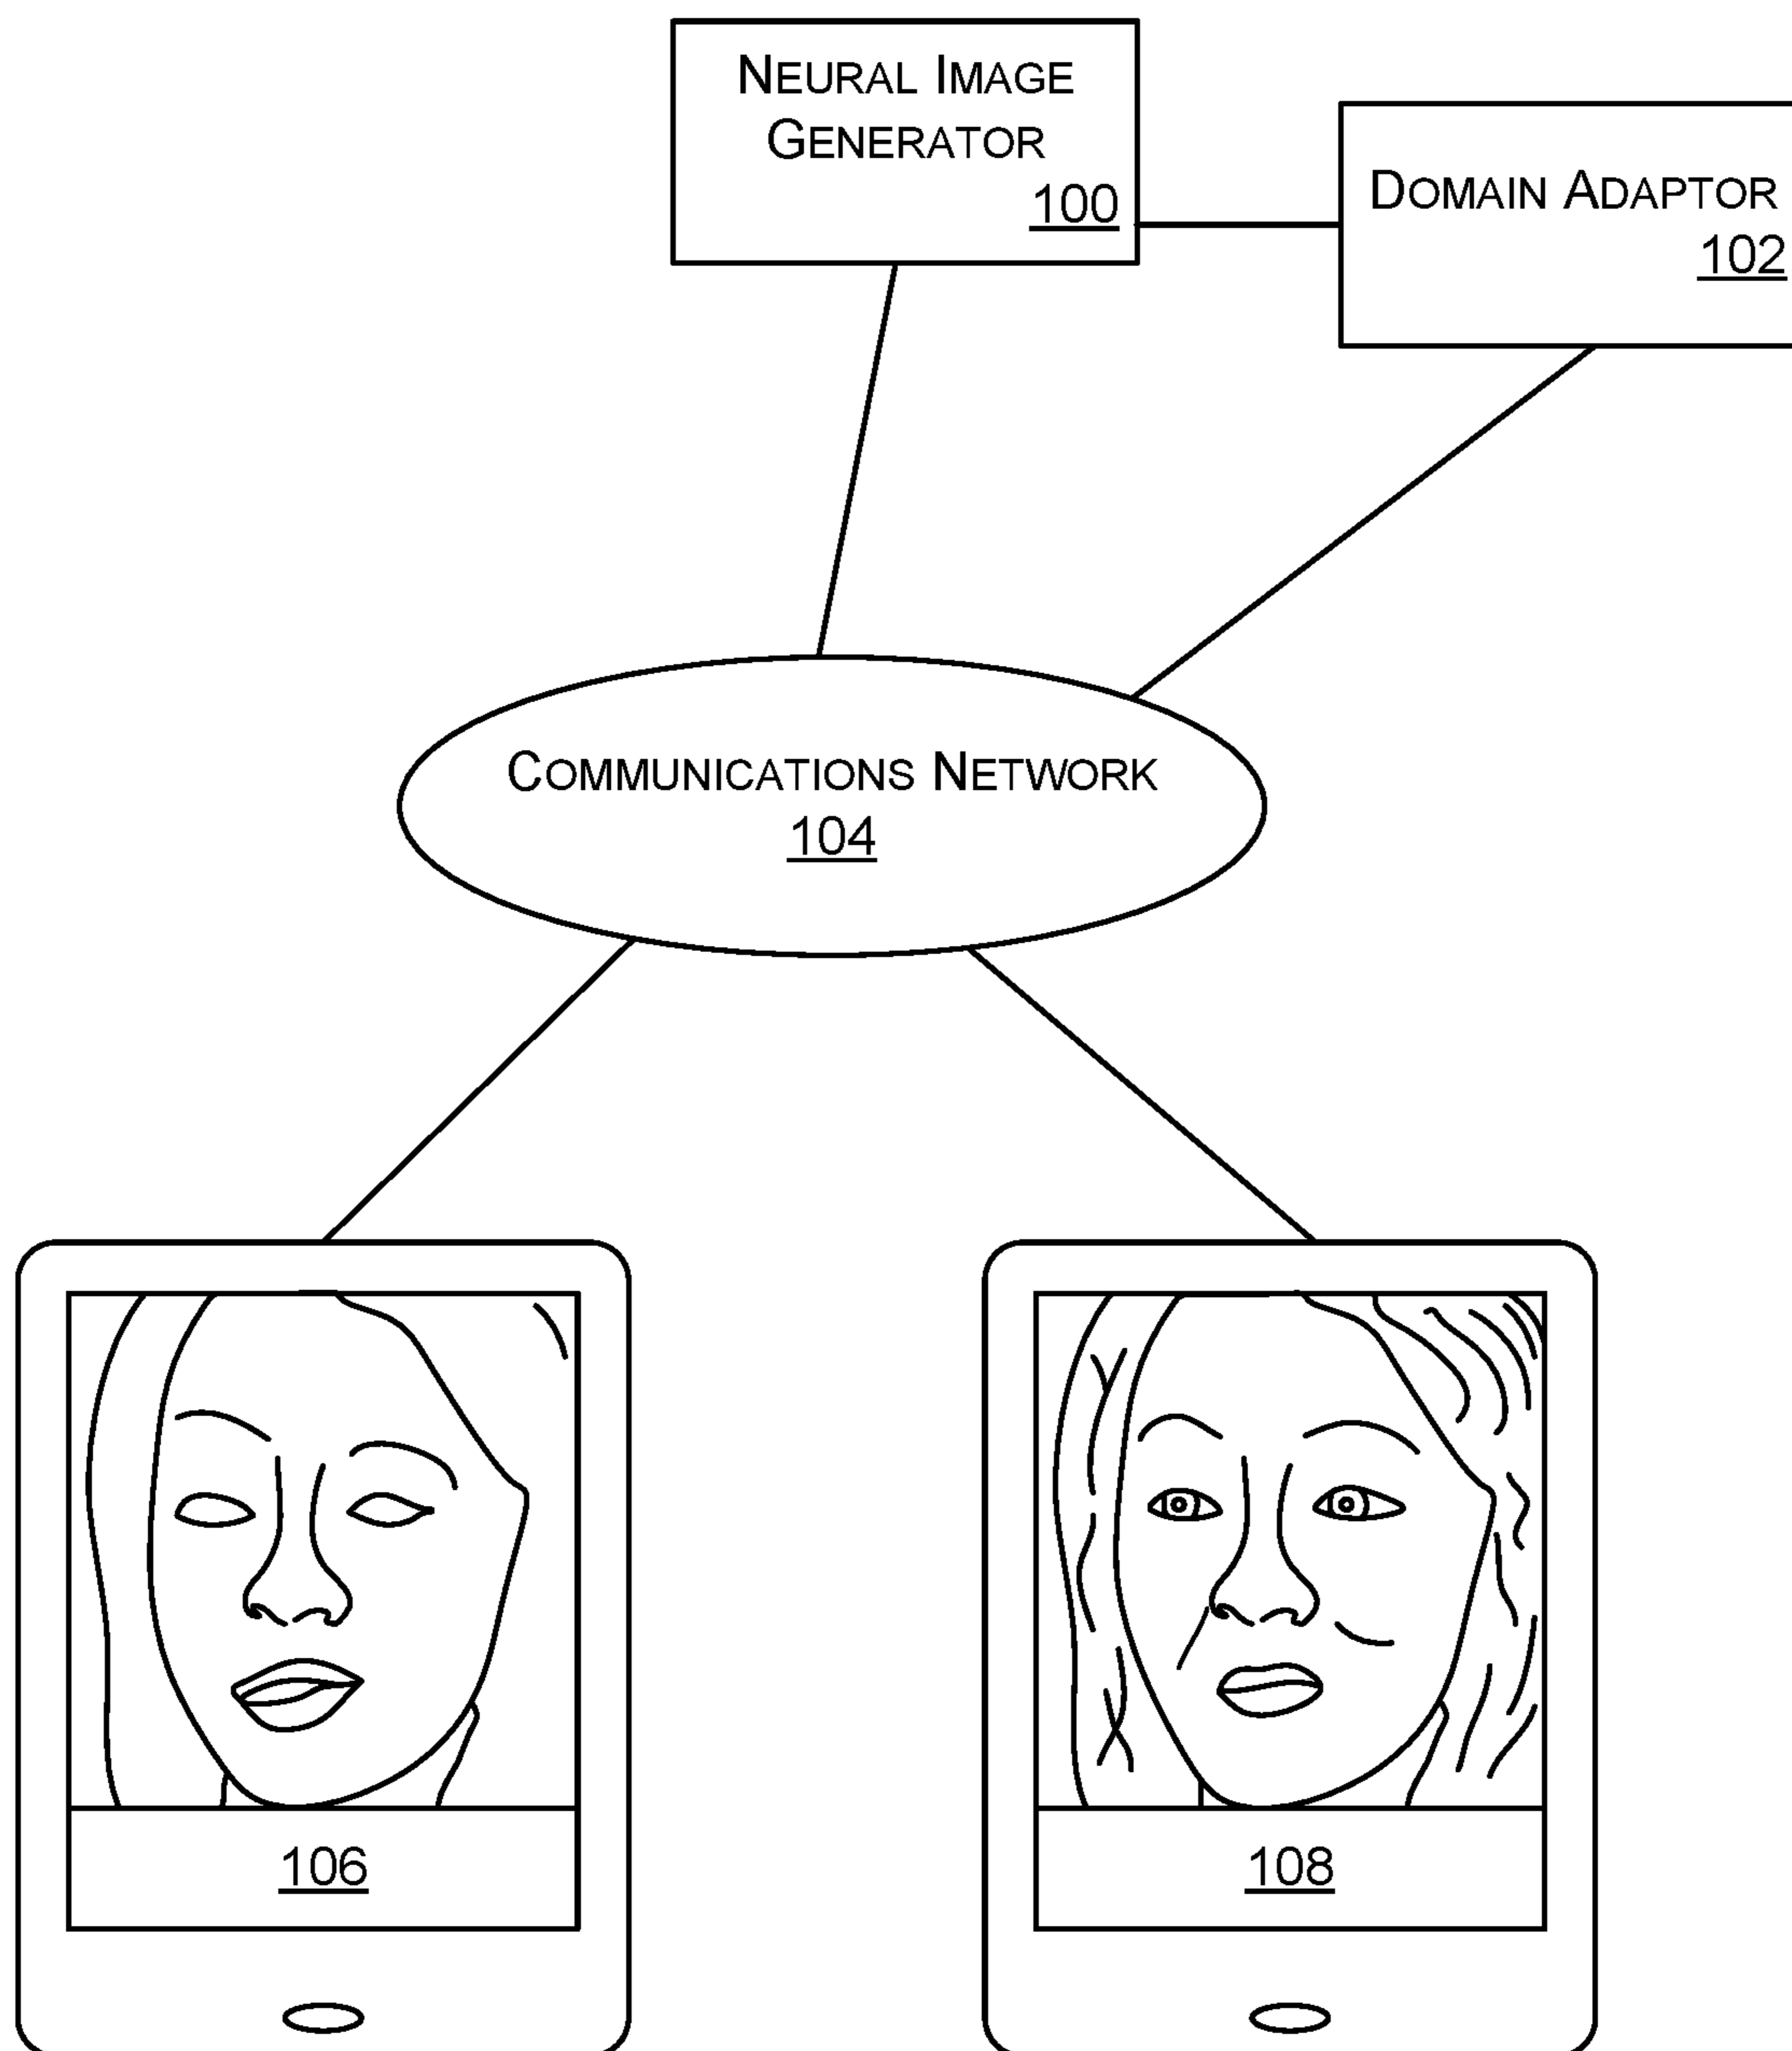 NEURAL IMAGE
GENERATOR
100
DOMAIN ADAPTOR
102
COMMUNICATIONS NETWORK
104
106
108